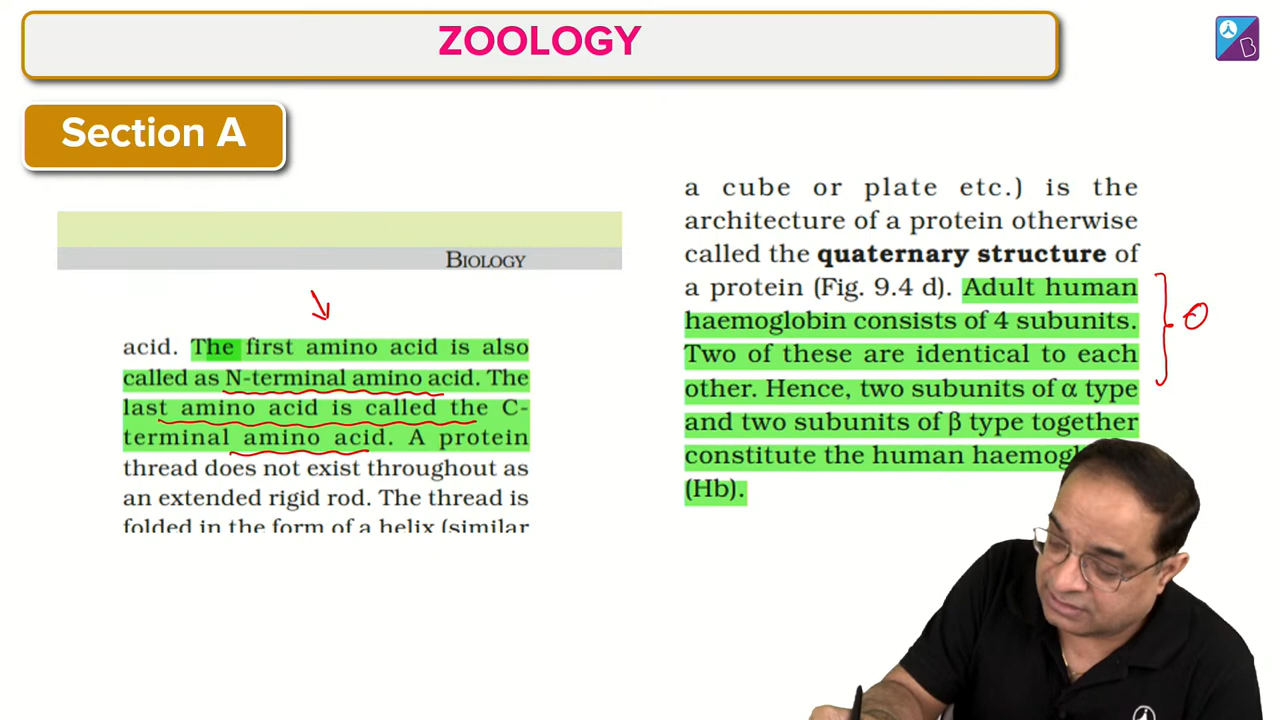 ZOOLOGY
Section A
BIOLOGY
acid. The first amino acid is also
called as N-terminal amino acid. The
last amino acid is called the C-
terminal amino acid. A protein
thread does not exist throughout as
an extended rigid rod. The thread is
folded in the form of a helix (similar
a cube or plate etc.) is the
architecture of a protein otherwise
called the quaternary structure of
a protein (Fig. 9.4 d). Adult human
haemoglobin consists of 4 subunits.
Two of these are identical to each
other. Hence, two subunits of α type
and two subunits of β type together
constitute the human
(Hb).